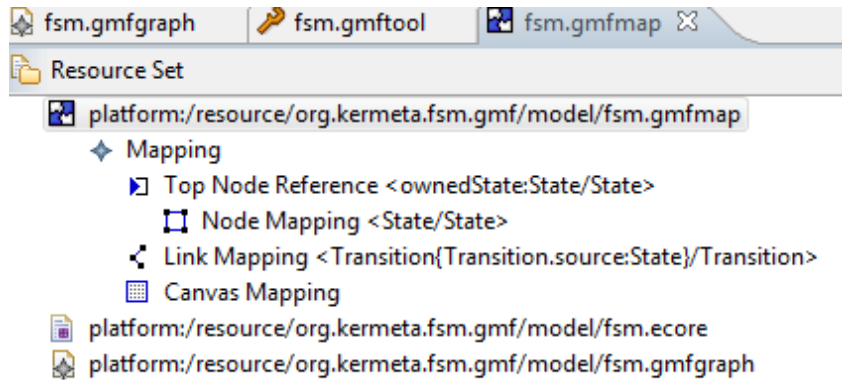 fsm.gmfgraph fsm.gmftool fsm.gmfmap
Resource Set
platform:/resource/org.kermeta.fsm.gmf/model/fsm.gmfmap
Mapping
Top Node Reference <ownedState:State/State>
Node Mapping <State/State>
Link Mapping <Transition{Transition.source:State}/Transition>
Canvas Mapping
platform:/resource/org.kermeta.fsm.gmf/model/fsm.ecore
platform:/resource/org.kermeta.fsm.gmf/model/fsm.gmfgraph